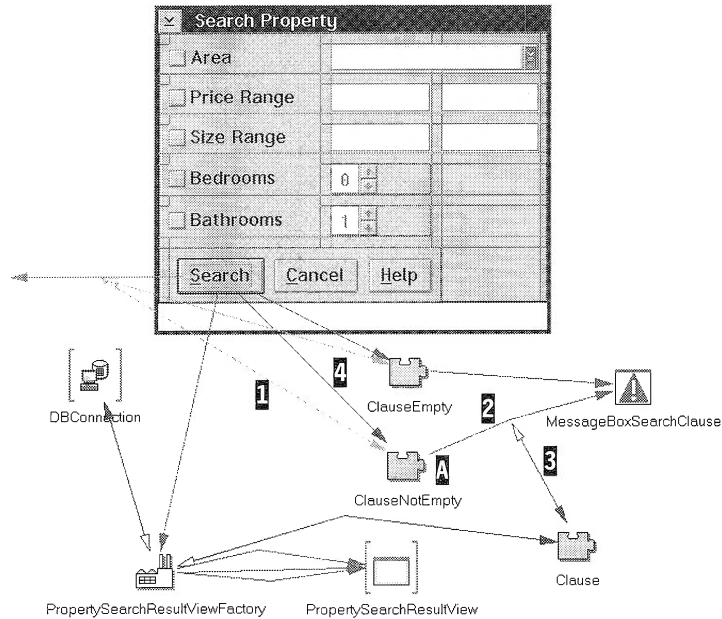 Search Property
Area
Price Range
Size Range
Bedrooms 0
Bathrooms 1
Search Cancel Help
4
1
DBConnection
ClauseEmpty
2
MessageBoxSearchClause
A
3
ClauseNotEmpty
Clause
PropertySearchResultViewFactory
PropertySearchResultView